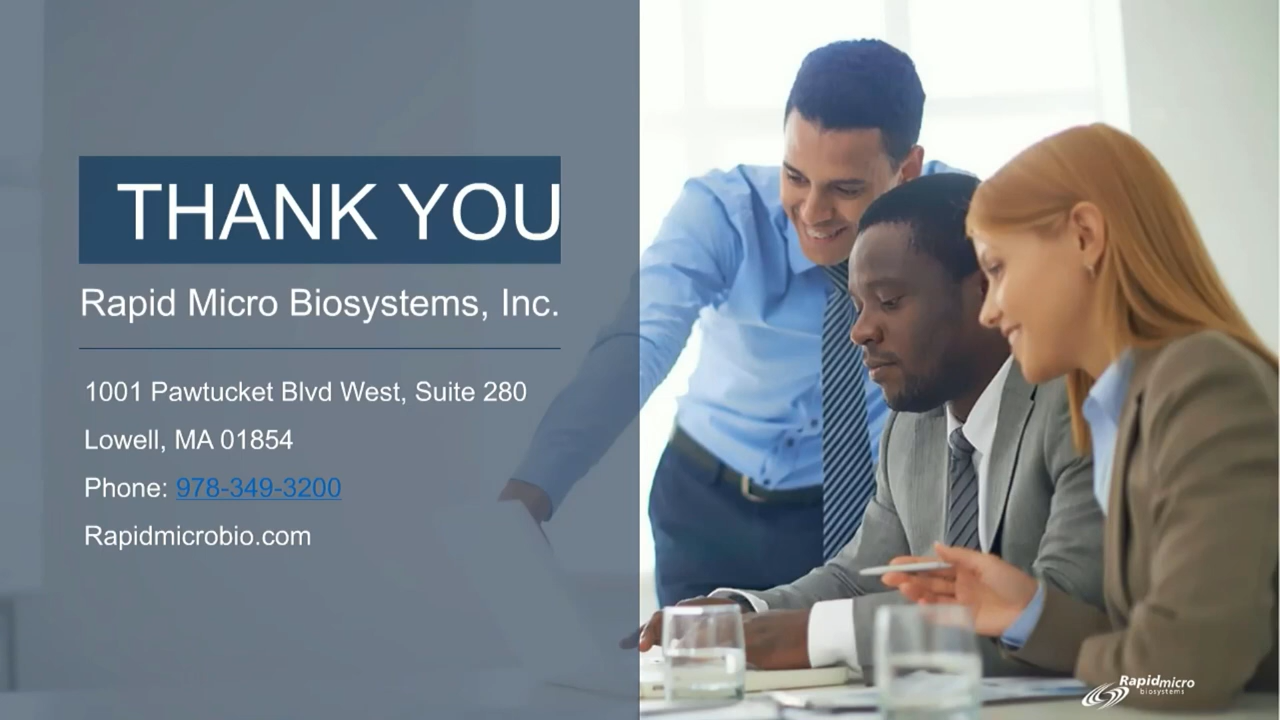 THANK YOU
Rapid Micro Biosystems, Inc.
1001 Pawtucket Blvd West, Suite 280
Lowell, MA 01854
Phone: 978-349-3200
Rapidmicrobio.com
Rapidmicro
biosystems